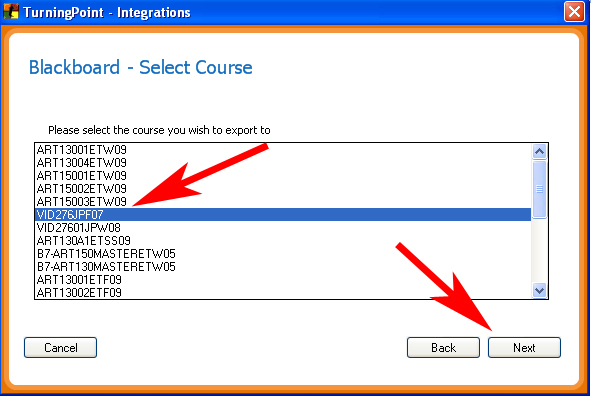 TurningPoint - Integrations
Blackboard - Select Course
Please select the course you wish to export to
ART13001ETW09
ART13004ETW09
ART15001ETW09
ART15002ETW09
ART15003ETW09
VID276JPF07
VID27601JPW08
ART130A1ETSS09
B7-ART150MASTERETW05
B7-ART130MASTERETW05
ART13001ETF09
ART13002ETF09
Cancel
Back
Next